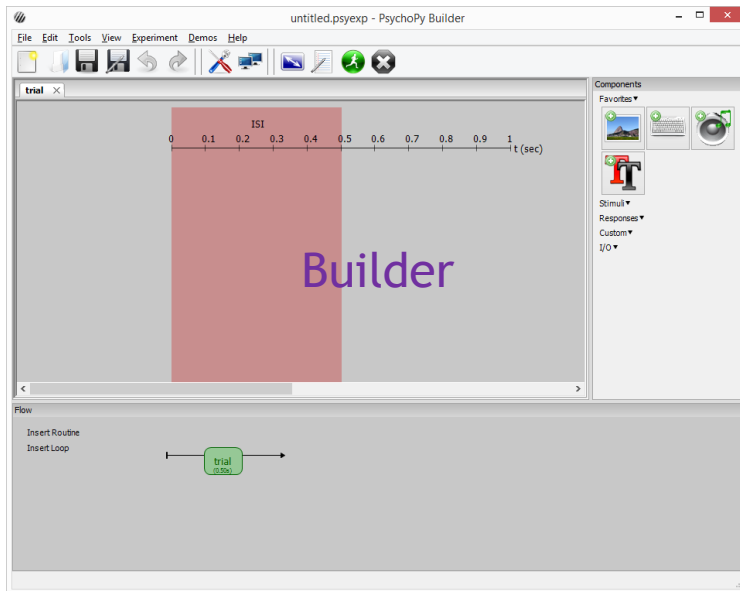 untitled.psyexp - PsychoPy Builder
File Edit Tools View Experiment Demos Help
trial
Components
Favorites
ISI
0 0.1 0.2 0.3 0.4 0.5 0.6 0.7 0.8 0.9 1
t (sec)
Stimuli
Responses
Custom
I/O
Builder
Flow
Insert Routine
Insert Loop
trial
(0.50s)